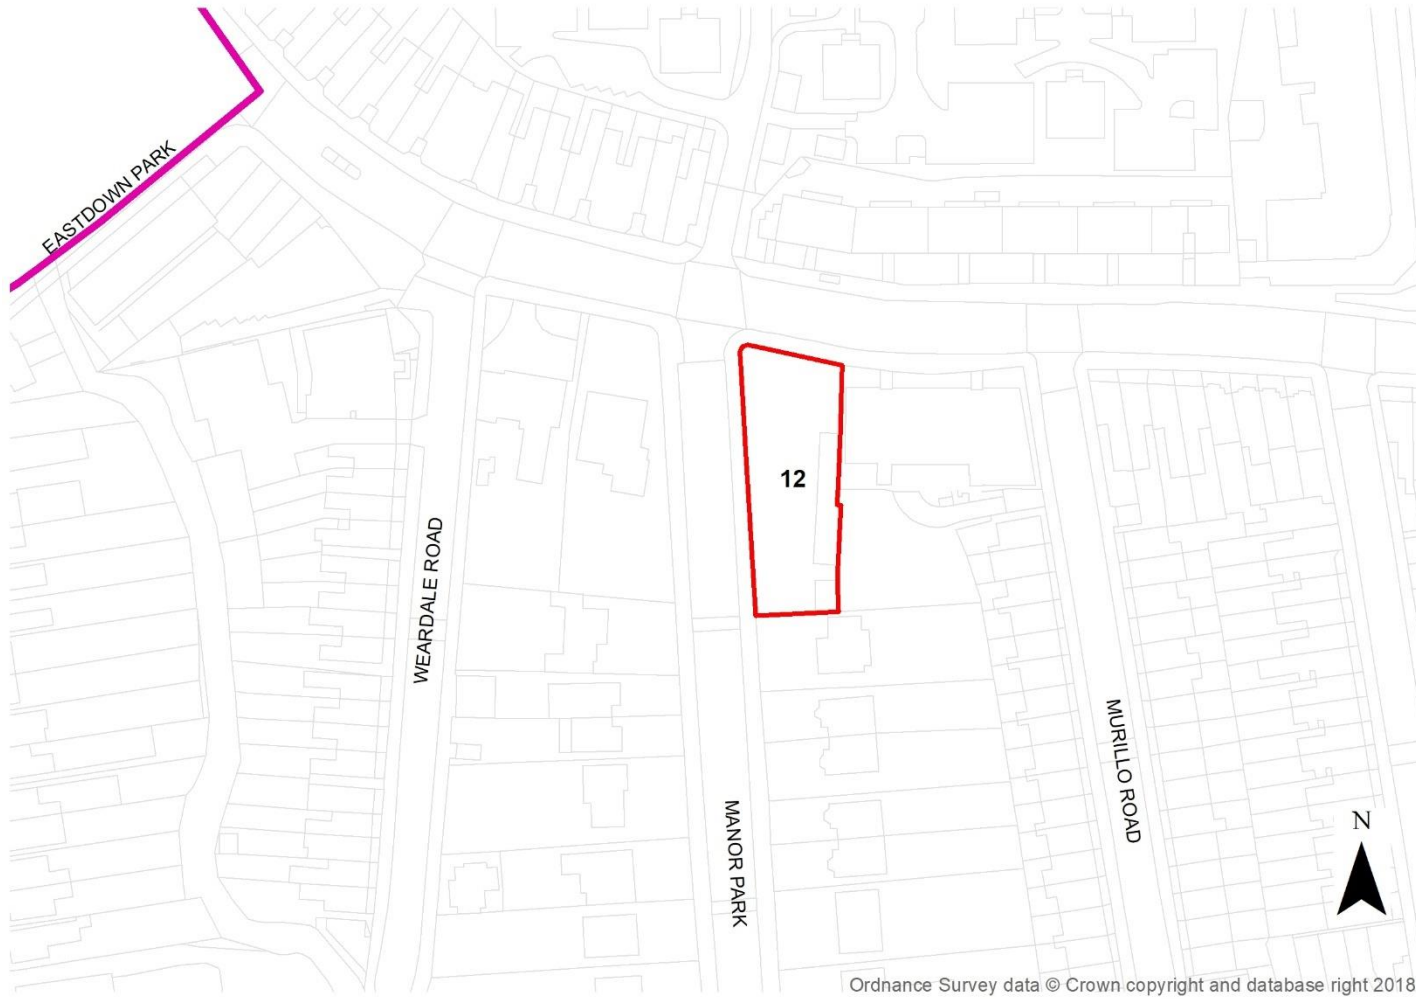 EASTDOWN PARK
12
WEARDALE ROAD
MURILLO ROAD
MANOR PARK
N
Ordnance Survey data © Crown copyright and database right 2018